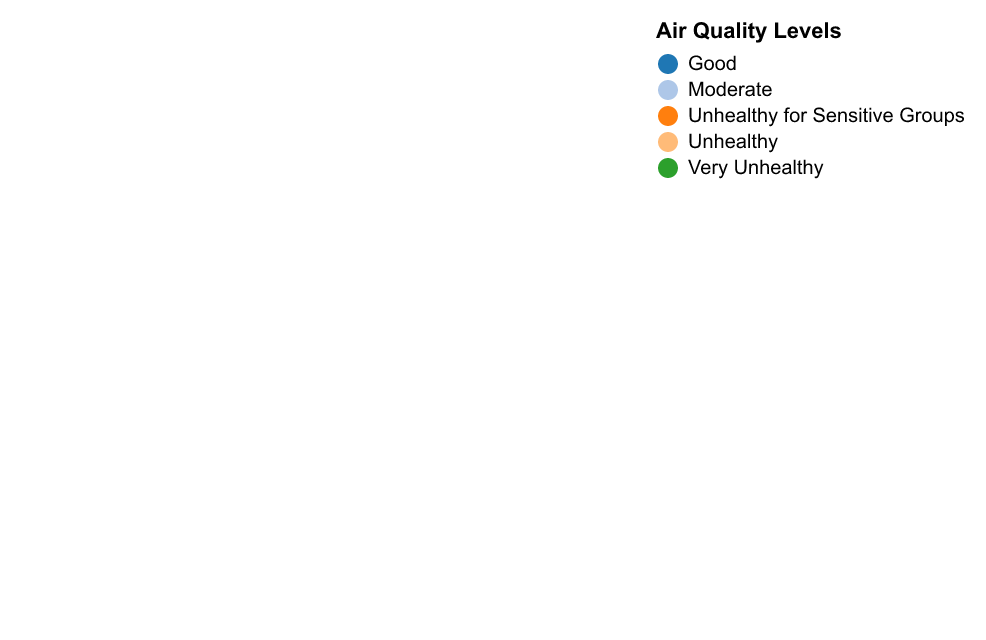 Air Quality Levels
Good
Moderate
Unhealthy for Sensitive Groups
Unhealthy
Very Unhealthy